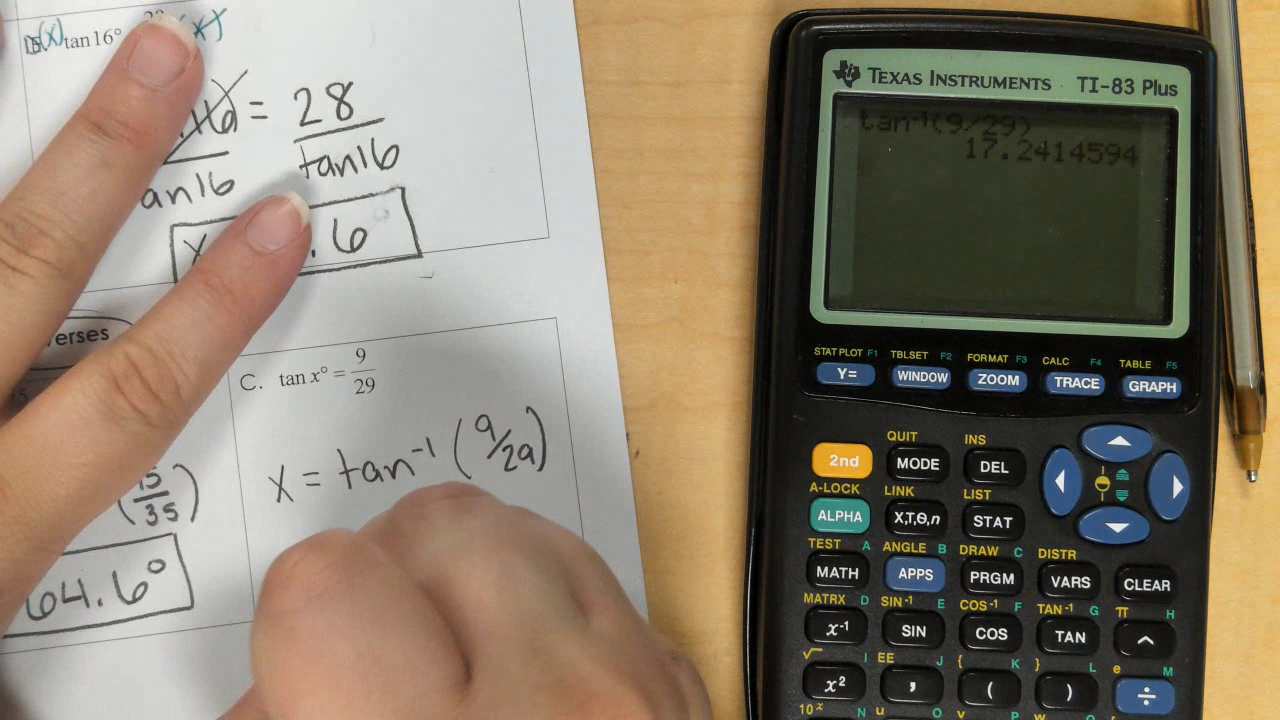 (x) tan 16° (x)
= 28
tan16
an16
.6
erses
C. tan x° = 9/29
x = tan⁻¹ (9/29)
(15/35)
64.6°
TEXAS INSTRUMENTS TI-83 Plus
tan⁻¹(9/29)
17.2414594
STAT PLOT F1 TBLSET F2 FORMAT F3 CALC F4 TABLE F5
Y= WINDOW ZOOM TRACE GRAPH
QUIT INS
2nd MODE DEL
A-LOCK LINK LIST
ALPHA X,T,Θ,n STAT
TEST A ANGLE B DRAW C DISTR
MATH APPS PRGM VARS CLEAR
MATRX D SIN⁻¹ E COS⁻¹ F TAN⁻¹ G π H
x⁻¹ SIN COS TAN ^
√ I EE J { K } L e M
x² , ( ) ÷
10ˣ N u O v P w